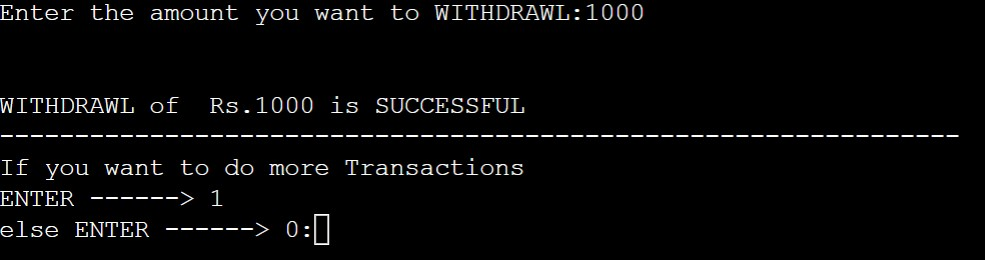 Enter the amount you want to WITHDRAWL:1000
WITHDRAWL of  Rs.1000 is SUCCESSFUL
----------------------------------------------------------------
If you want to do more Transactions
ENTER ------> 1
else ENTER ------> 0: